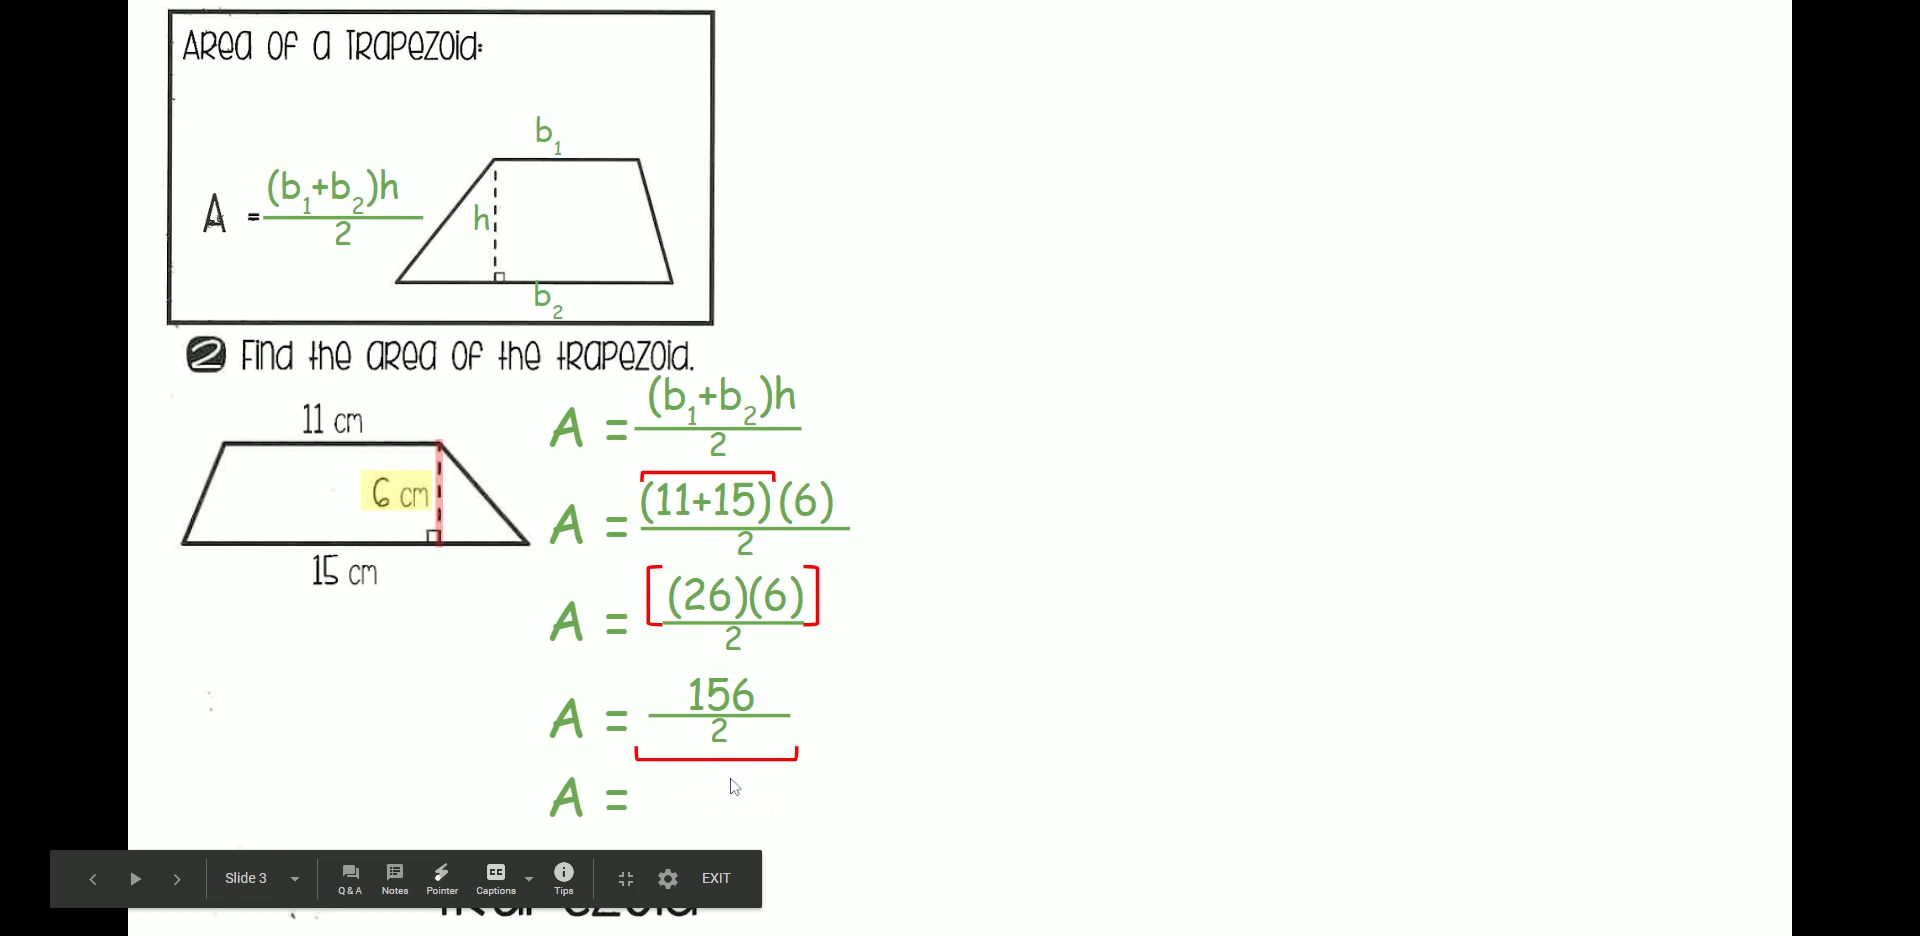 Area of a Trapezoid:
b₁
A = (b₁+b₂)h
2
h
b₂
2 Find the area of the trapezoid.
11 cm
6 cm
15 cm
A = (b₁+b₂)h
2
A = (11+15)(6)
2
A = [(26)(6)]
2
A = 156
2
A =
Slide 3
Q & A
Notes
Pointer
CC
Captions
Tips
EXIT